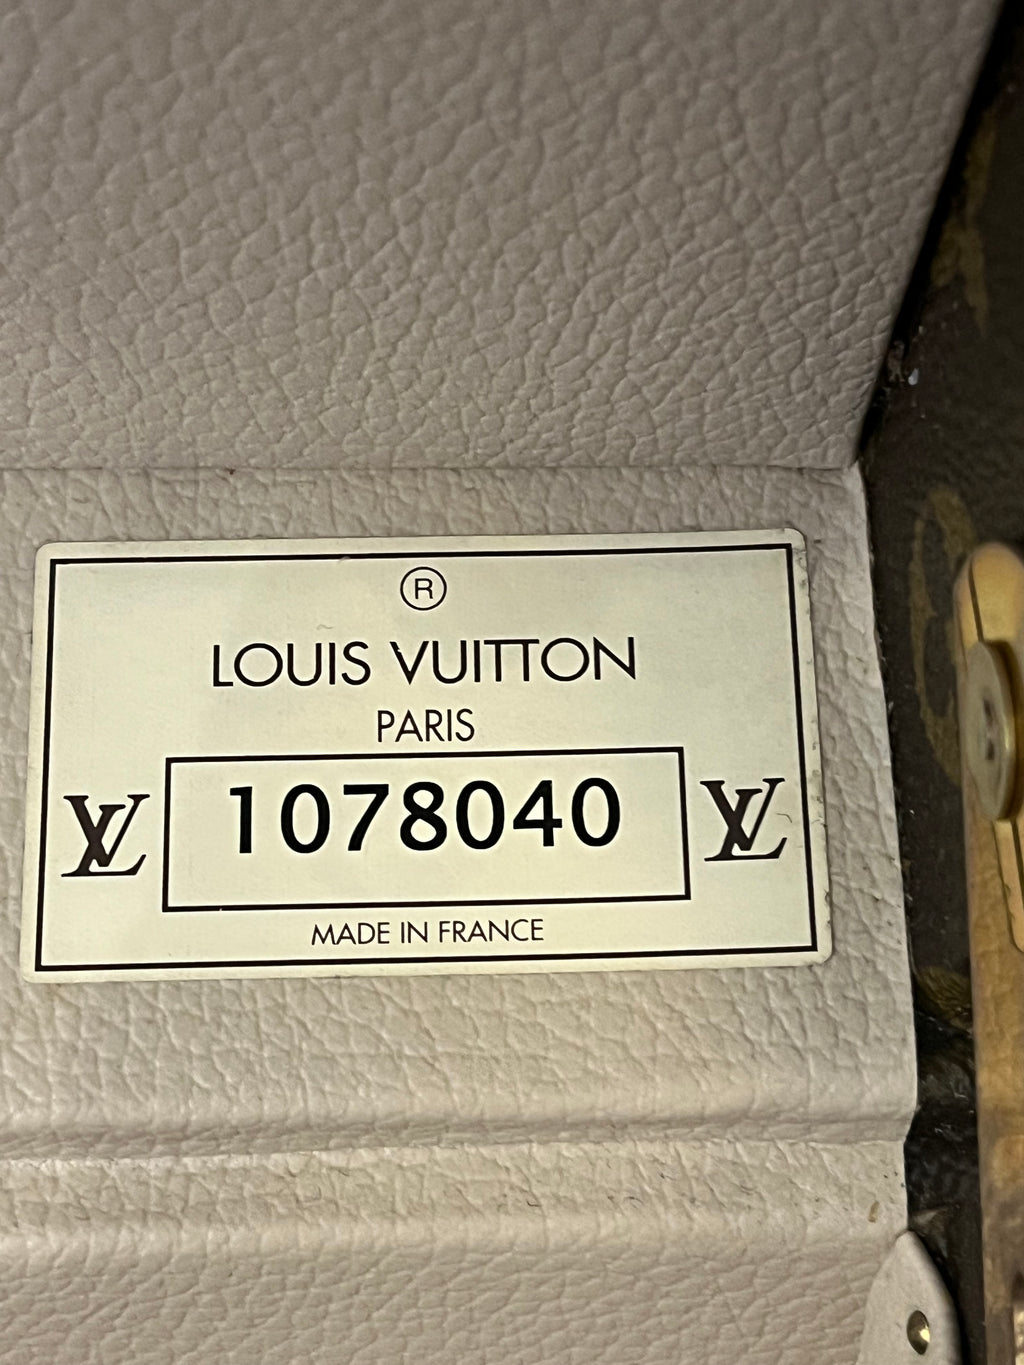 ®
LOUIS VUITTON
PARIS
LV 1078040 LV
MADE IN FRANCE